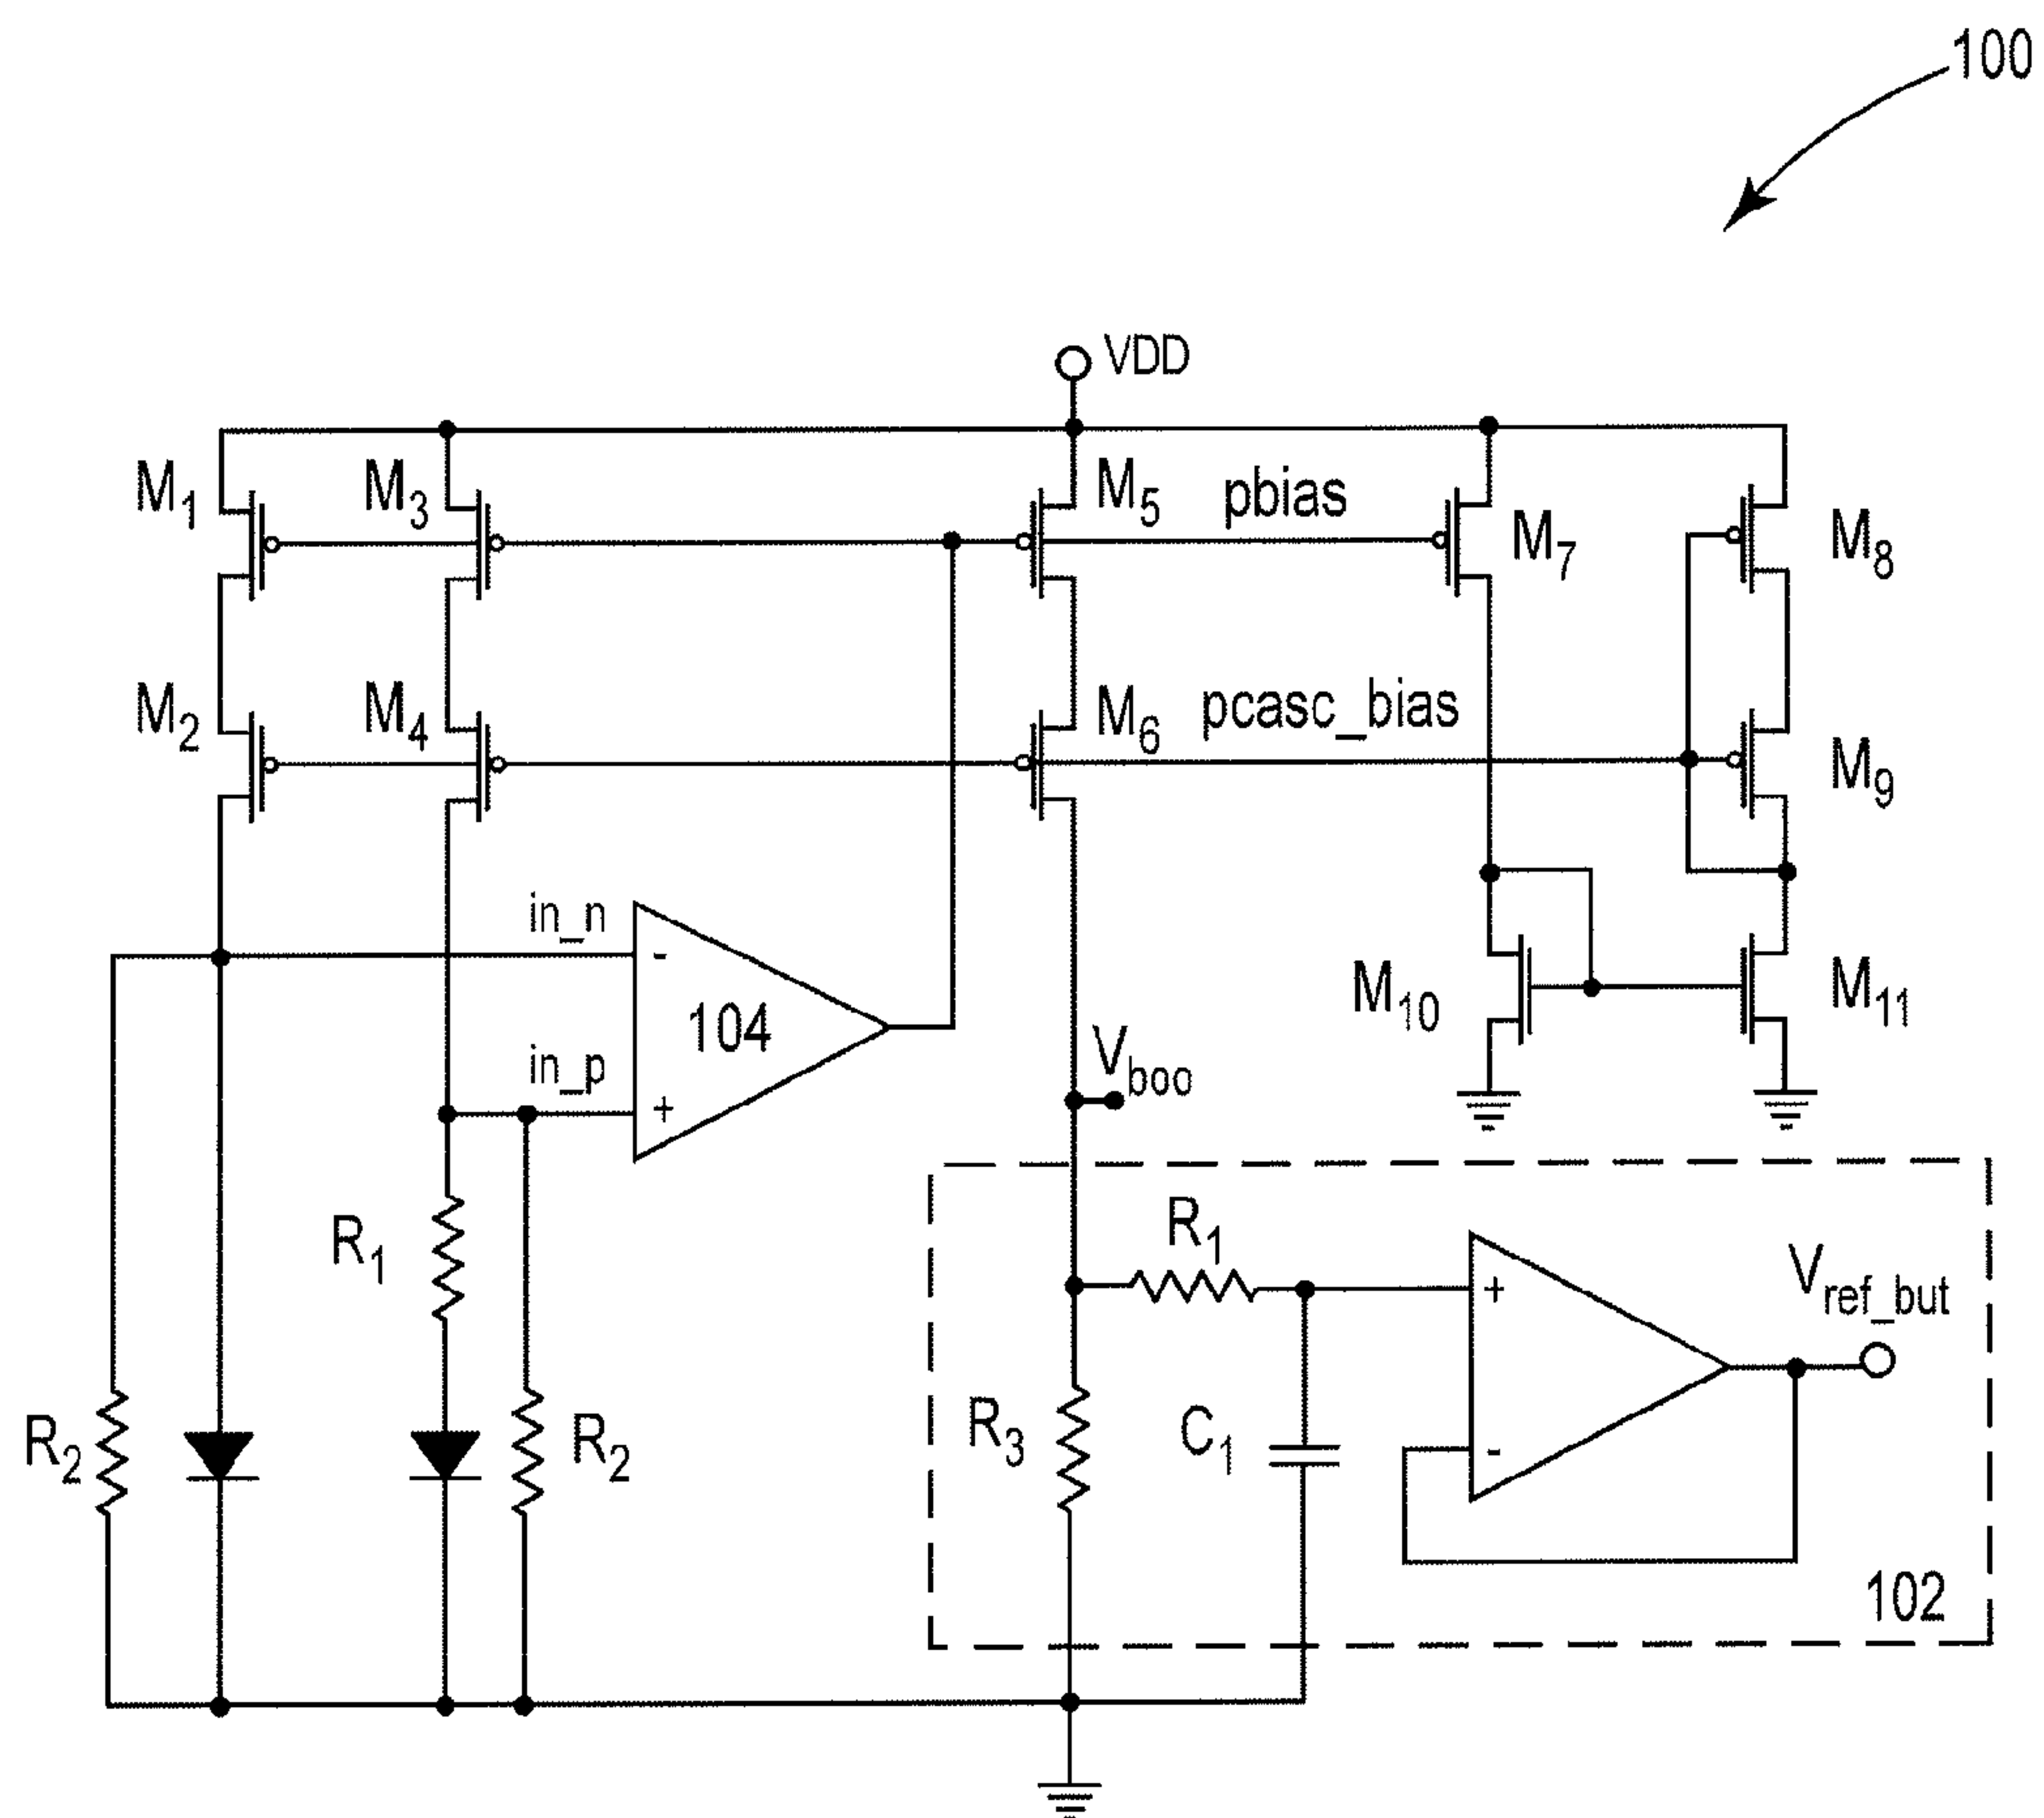 100
VDD
M1
M3
M5
pbias
M7
M8
M2
M4
M6
pcasc_bias
M9
in_n
-
104
in_p
+
M10
M11
Vboo
R1
R1
+
Vref_but
R2
R2
R3
C1
-
102